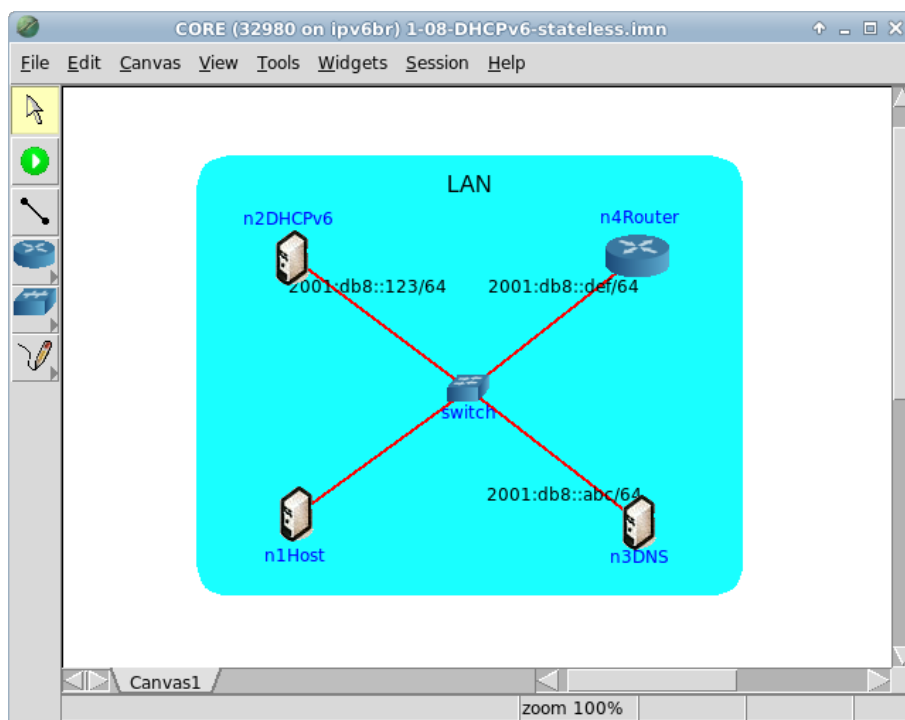 CORE (32980 on ipv6br) 1-08-DHCPv6-stateless.imn
File Edit Canvas View Tools Widgets Session Help
LAN
n2DHCPv6
n4Router
2001:db8::123/64
2001:db8::def/64
switch
2001:db8::abc/64
n1Host
n3DNS
Canvas1
zoom 100%